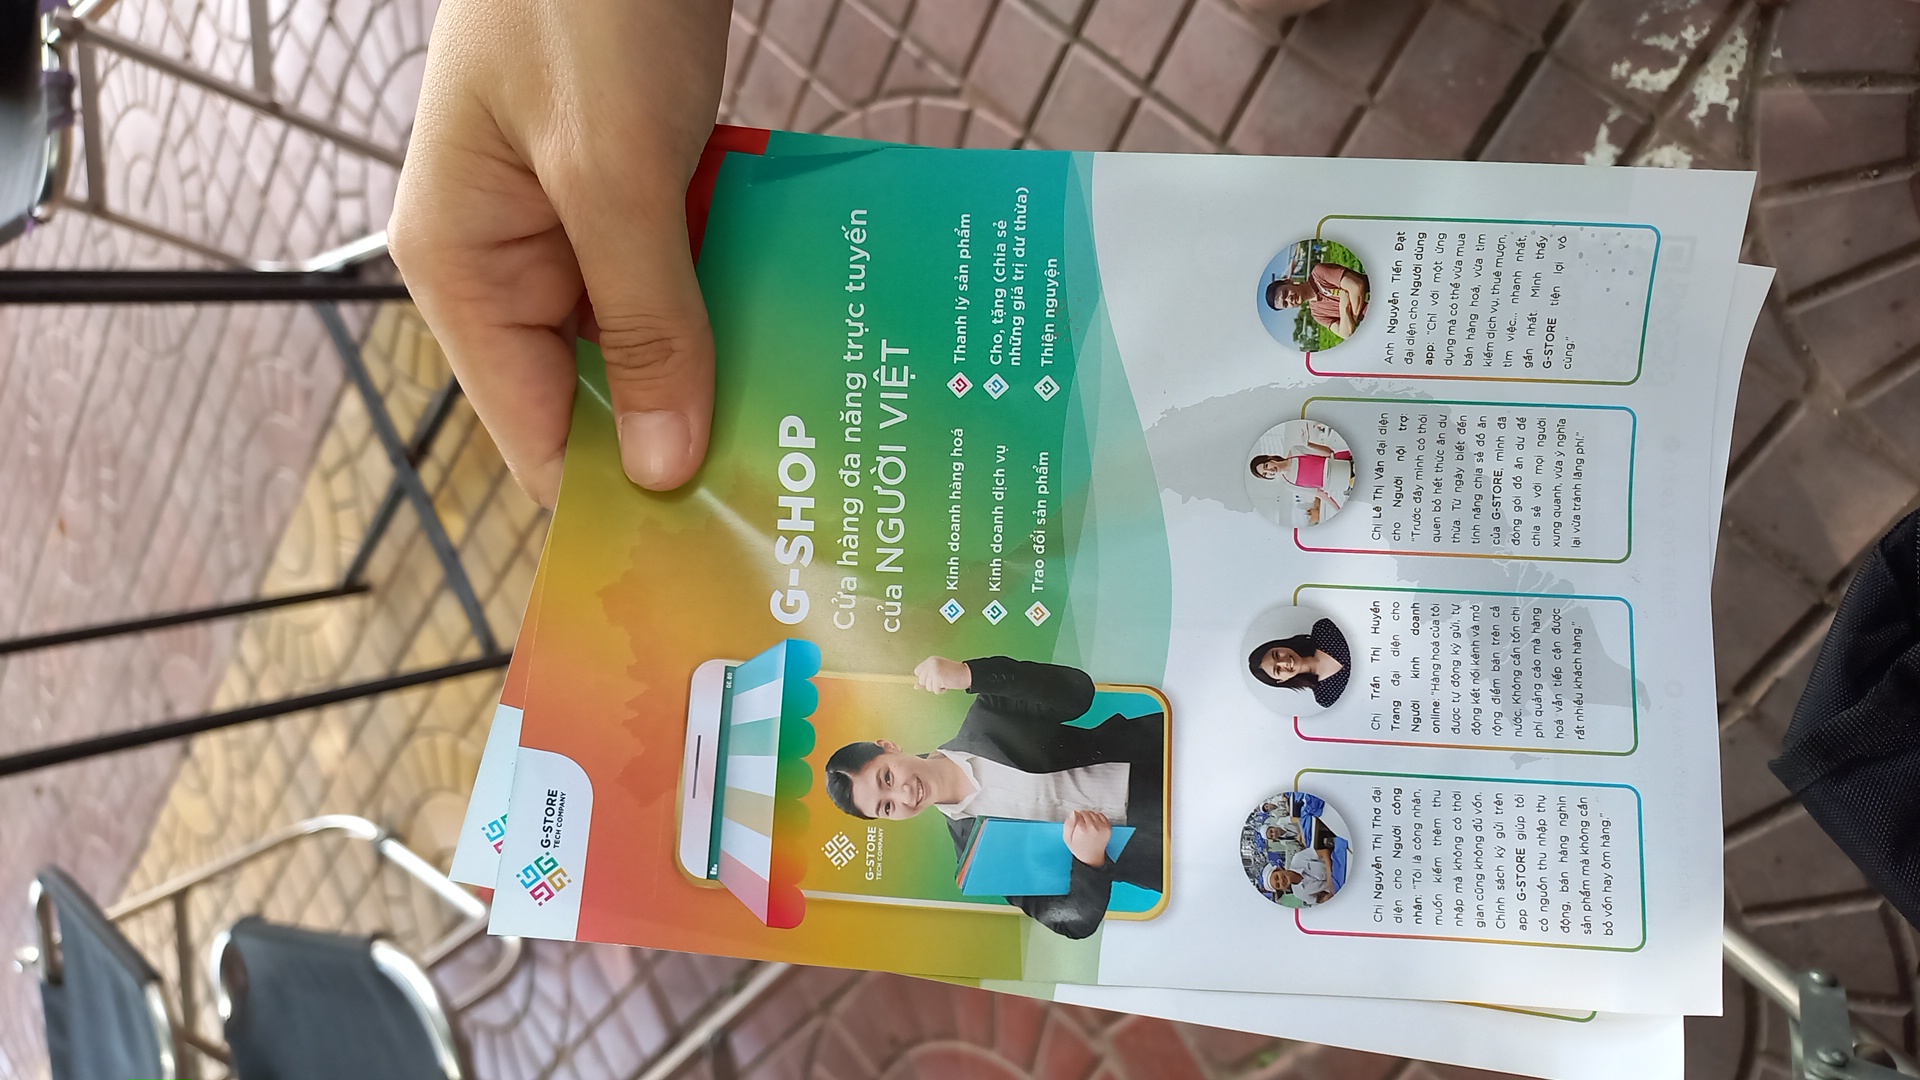 G-STORE
TECH COMPANY
G-STORE
TECH COMPANY
G-SHOP
Cửa hàng đa năng trực tuyến
của NGƯỜI VIỆT
Kinh doanh hàng hoá
Kinh doanh dịch vụ
Trao đổi sản phẩm
Thanh lý sản phẩm
Cho, tặng (chia sẻ
những giá trị dư thừa)
Thiện nguyện
Chị Nguyễn Thị Thơ đại
diện cho Người công
nhân: "Tôi là công nhân,
muốn kiếm thêm thu
nhập mà không có thời
gian cũng không đủ vốn.
Chính sách ký gửi trên
app G-STORE giúp tôi
có nguồn thu nhập thụ
động, bán hàng nghìn
sản phẩm mà không cần
bỏ vốn hay ôm hàng."
Chị Trần Thị Huyền
Trang đại diện cho
Người kinh doanh
online: "Hàng hoá của tôi
được tự động ký gửi, tự
động kết nối kênh và mở
rộng điểm bán trên cả
nước. Không cần tốn chi
phí quảng cáo mà hàng
hoá vẫn tiếp cận được
rất nhiều khách hàng."
Chị Lê Thị Vân đại diện
cho Người nội trợ:
"Trước đây mình có thói
quen bỏ hết thức ăn dư
thừa. Từ ngày biết đến
tính năng chia sẻ đồ ăn
của G-STORE, mình đã
đóng gói đồ ăn dư để
chia sẻ với mọi người
xung quanh, vừa ý nghĩa
lại vừa tránh lãng phí."
Anh Nguyễn Tiến Đạt
đại diện cho Người dùng
app: "Chỉ với một ứng
dụng mà có thể vừa mua
bán hàng hoá, vừa tìm
kiếm dịch vụ, thuê mượn,
tìm việc... nhanh nhất,
gần nhất. Mình thấy
G-STORE tiện lợi vô
cùng."